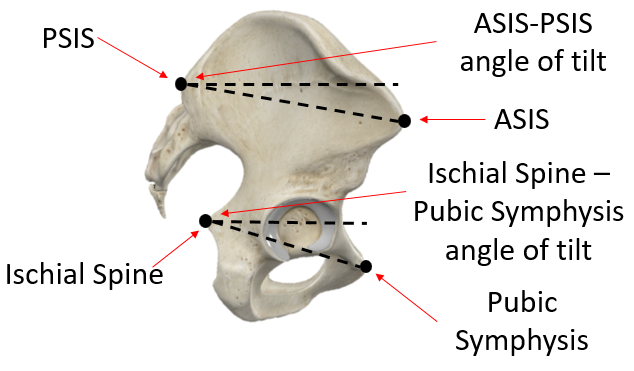 PSIS
ASIS-PSIS
angle of tilt
ASIS
Ischial Spine –
Pubic Symphysis
angle of tilt
Ischial Spine
Pubic
Symphysis